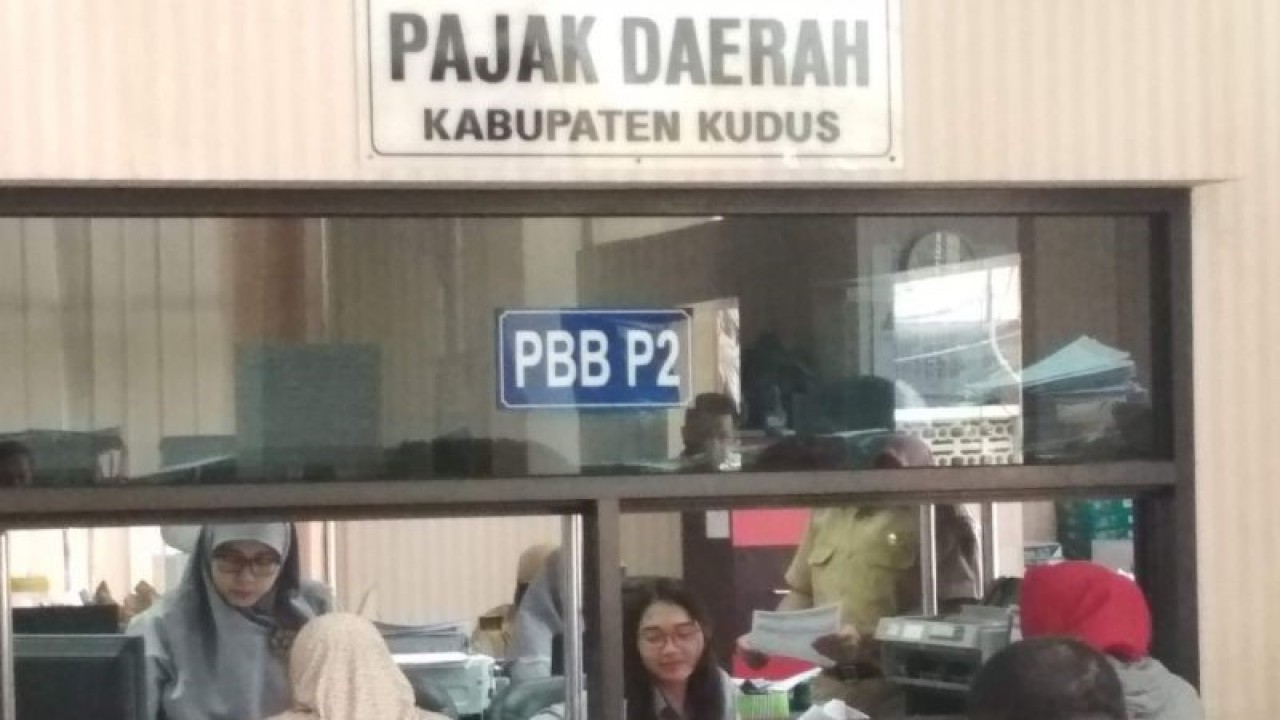 PAJAK DAERAH
KABUPATEN KUDUS
PBB P2